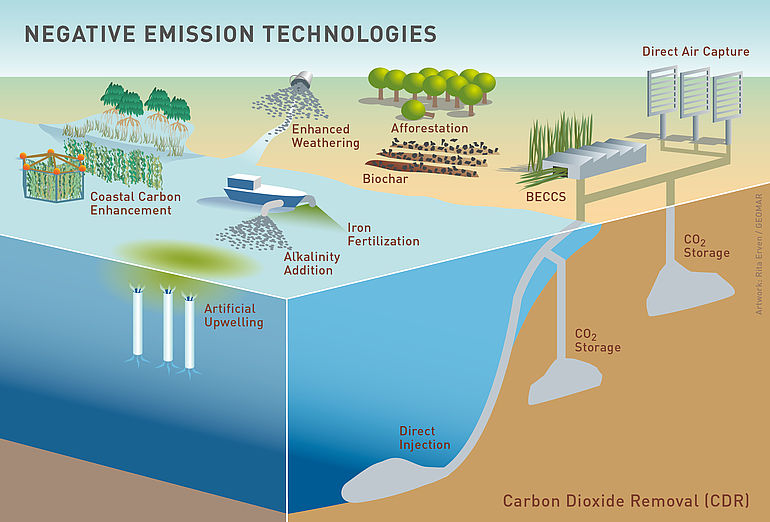 NEGATIVE EMISSION TECHNOLOGIES
Direct Air Capture
Enhanced
Weathering
Afforestation
Biochar
BECCS
Coastal Carbon
Enhancement
Iron
Fertilization
Alkalinity
Addition
CO₂
Storage
Artificial
Upwelling
CO₂
Storage
Direct
Injection
Carbon Dioxide Removal (CDR)
Artwork: Rita Erven / GEOMAR